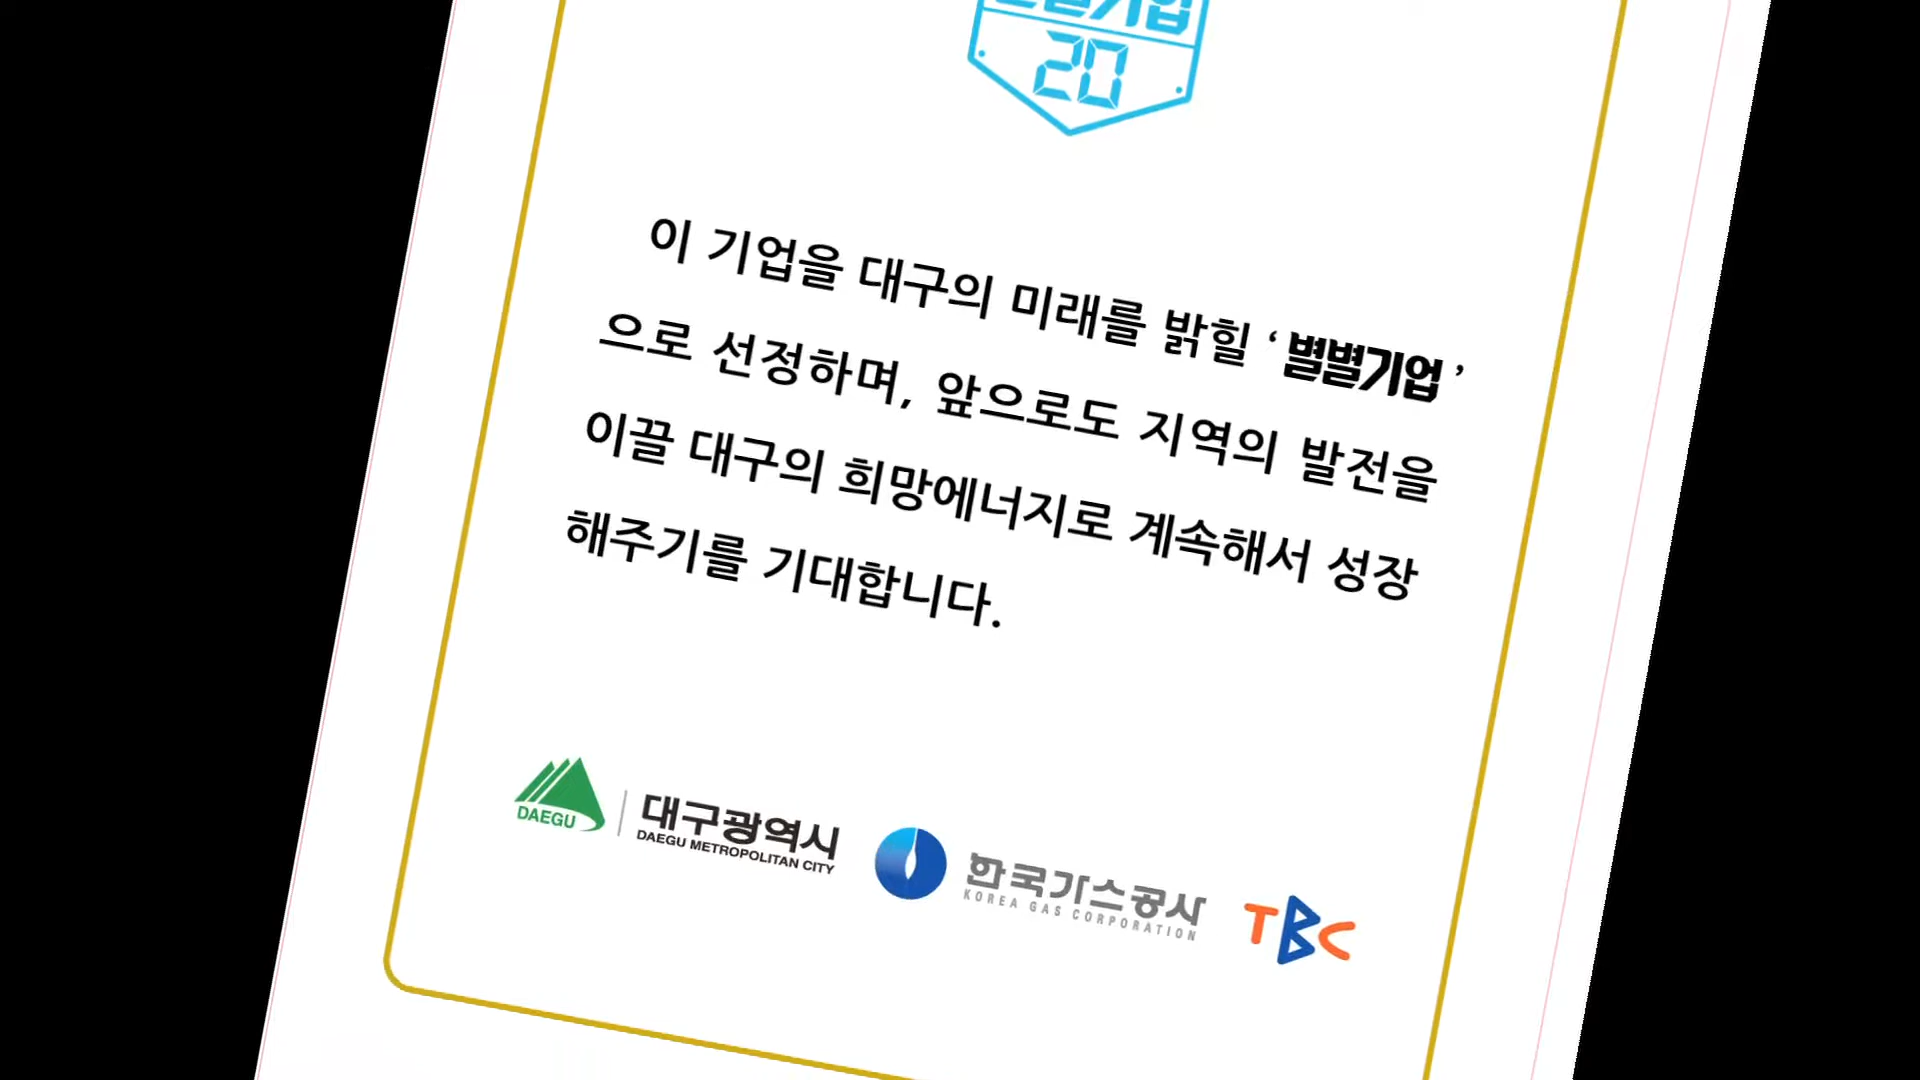 별별기업
20
이 기업을 대구의 미래를 밝힐 ‘별별기업’
으로 선정하며, 앞으로도 지역의 발전을
이끌 대구의 희망에너지로 계속해서 성장
해주기를 기대합니다.
DAEGU
대구광역시
DAEGU METROPOLITAN CITY
한국가스공사
KOREA GAS CORPORATION
TBC